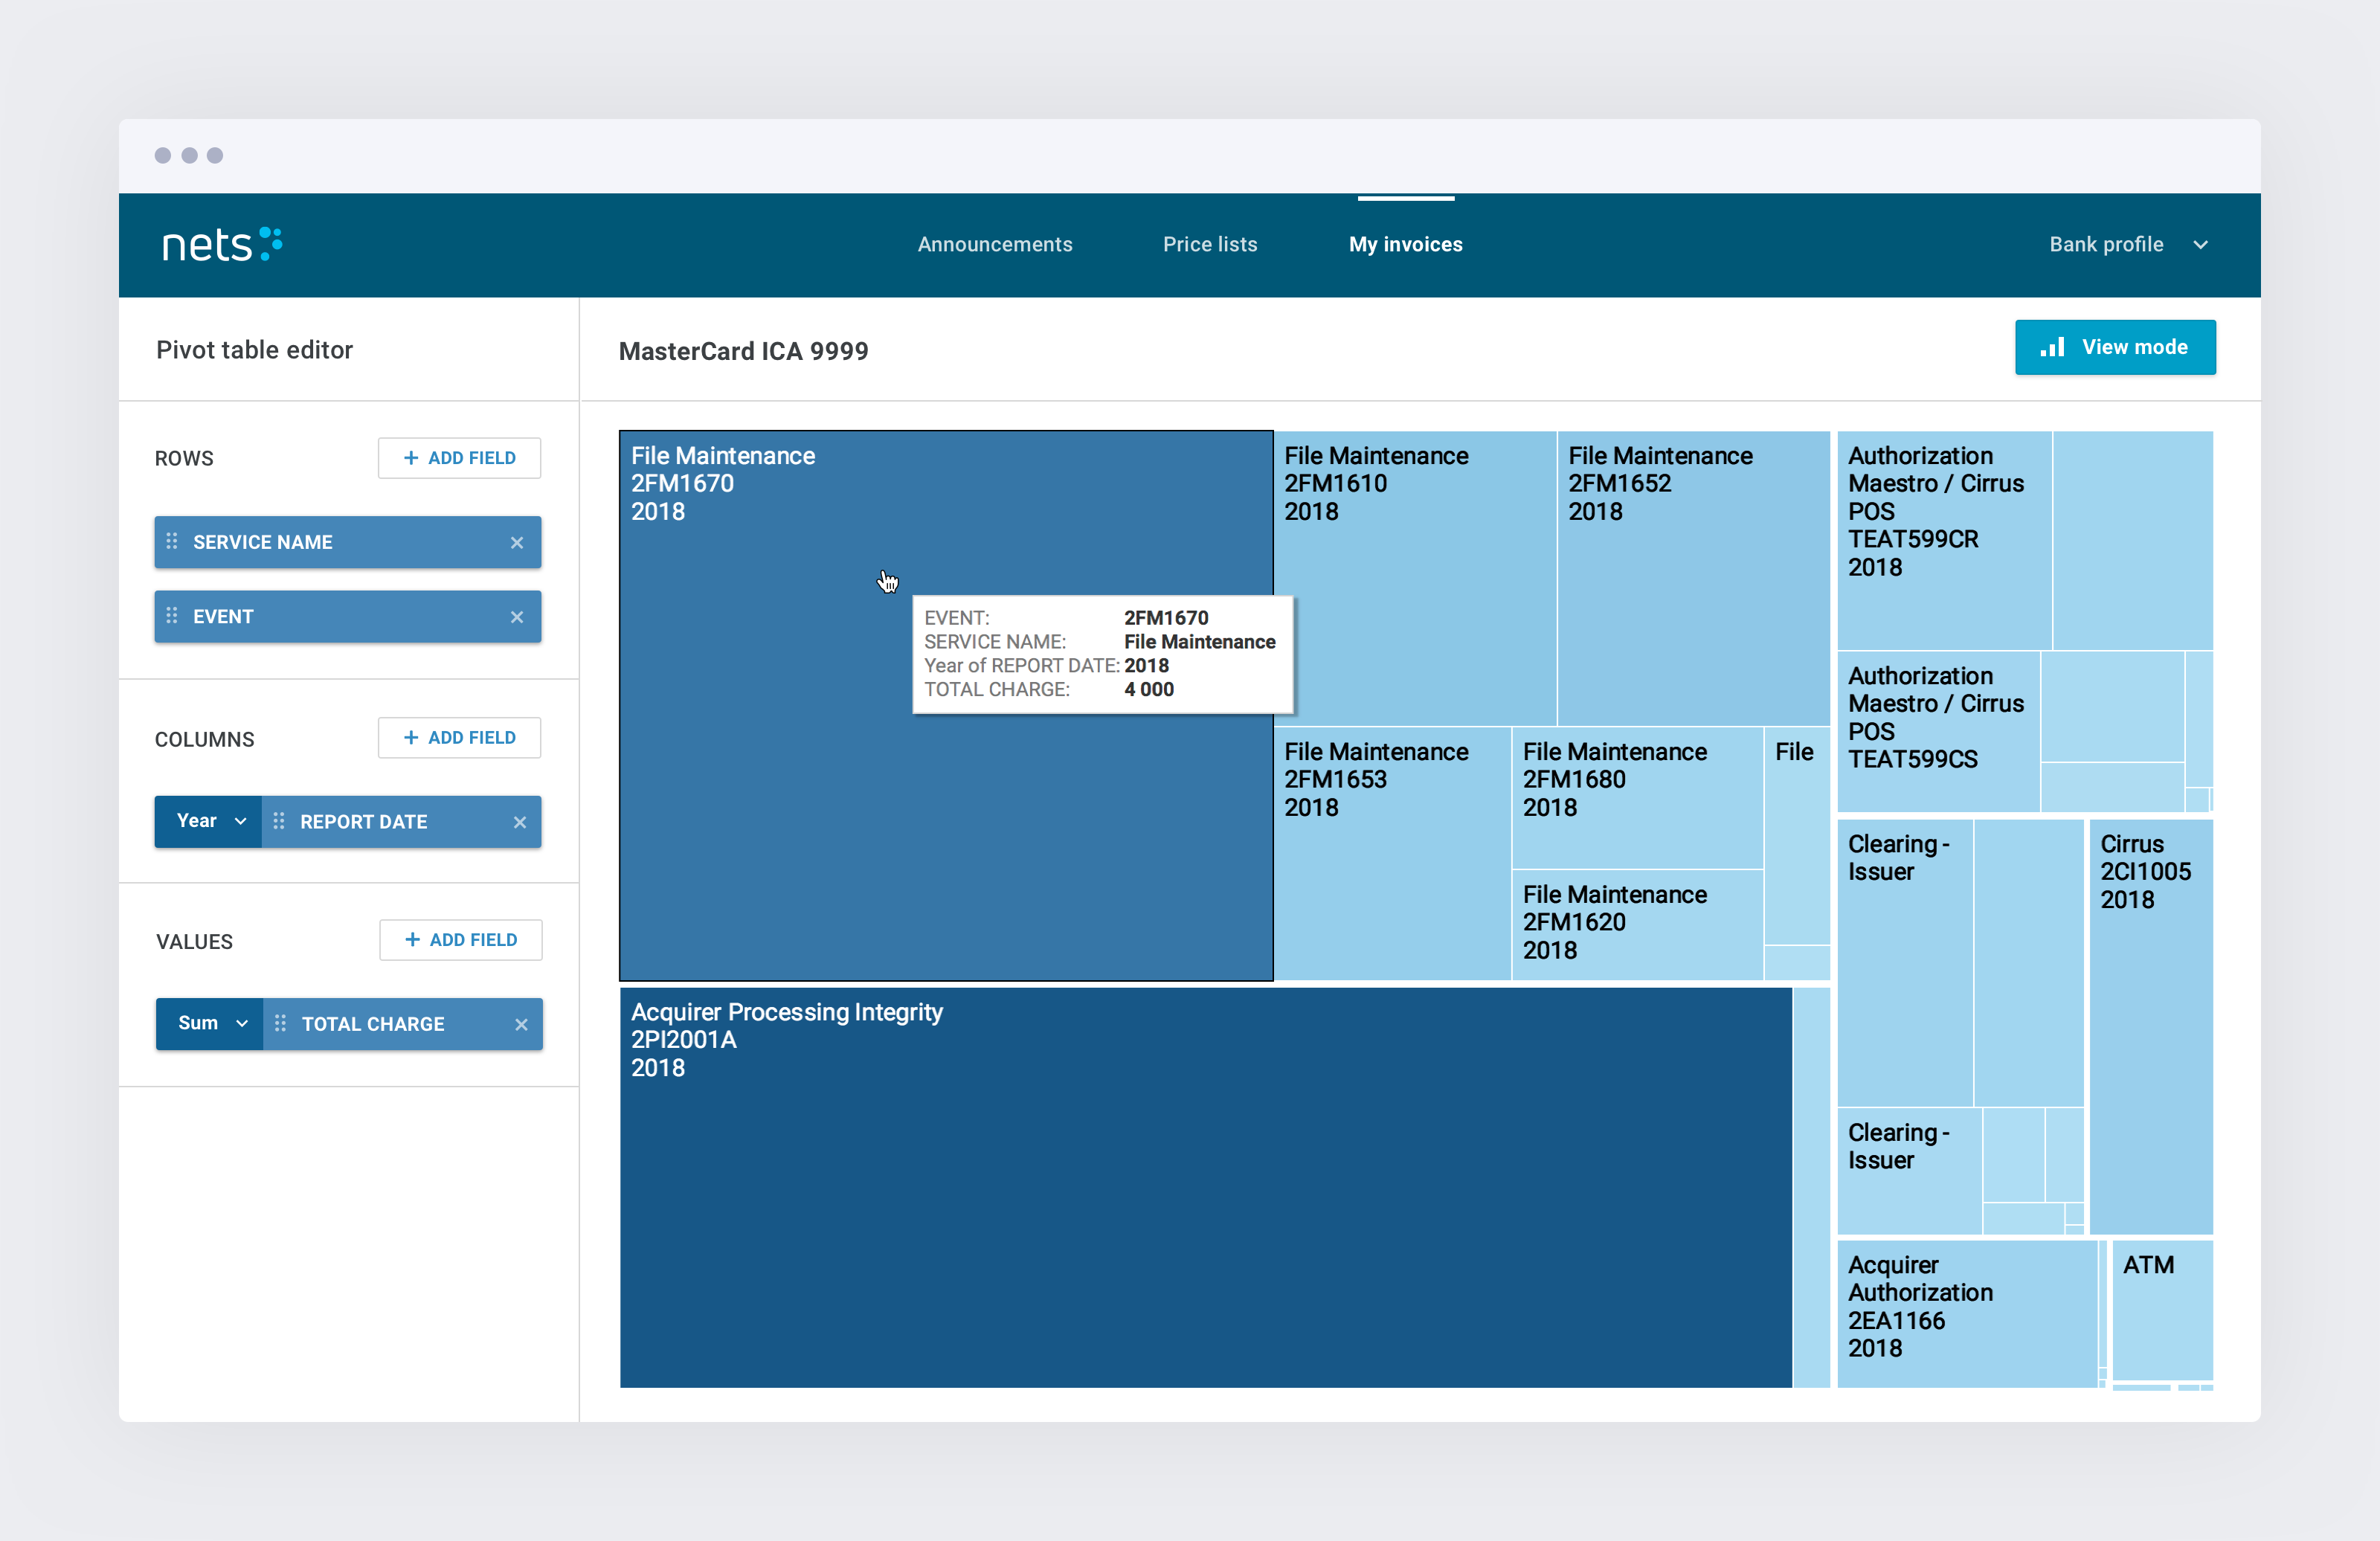 nets
Announcements
Price lists
My invoices
Bank profile
Pivot table editor
MasterCard ICA 9999
View mode
ROWS
+ ADD FIELD
SERVICE NAME
EVENT
COLUMNS
+ ADD FIELD
Year
REPORT DATE
VALUES
+ ADD FIELD
Sum
TOTAL CHARGE
File Maintenance
2FM1670
2018
EVENT: 2FM1670
SERVICE NAME: File Maintenance
Year of REPORT DATE: 2018
TOTAL CHARGE: 4 000
File Maintenance
2FM1610
2018
File Maintenance
2FM1652
2018
File Maintenance
2FM1653
2018
File Maintenance
2FM1680
2018
File
File Maintenance
2FM1620
2018
Acquirer Processing Integrity
2PI2001A
2018
Authorization
Maestro / Cirrus
POS
TEAT599CR
2018
Authorization
Maestro / Cirrus
POS
TEAT599CS
Clearing -
Issuer
Cirrus
2CI1005
2018
Clearing -
Issuer
Acquirer
Authorization
2EA1166
2018
ATM